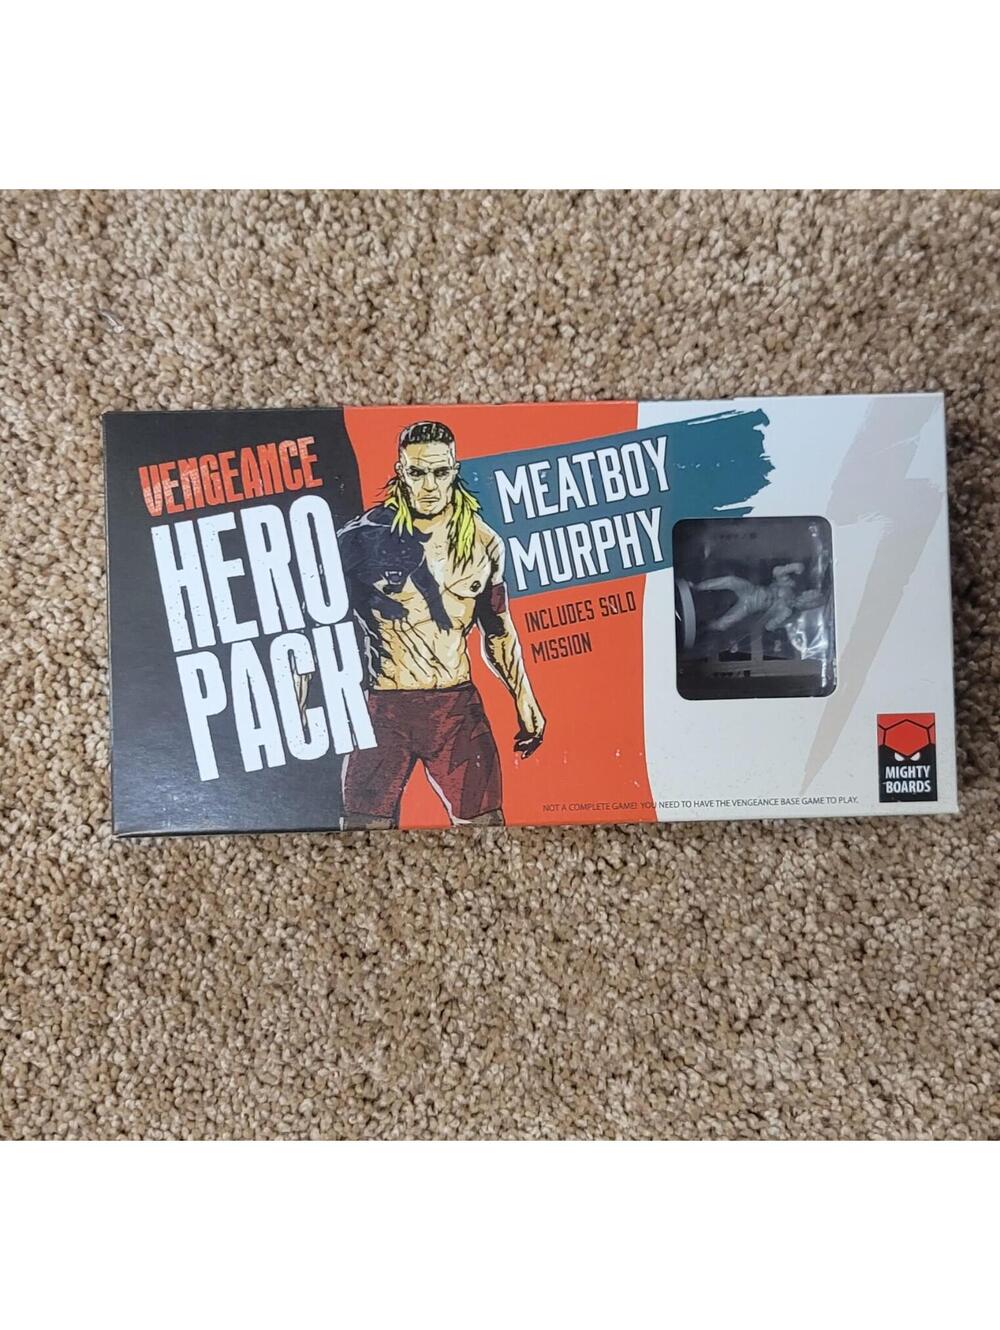 VENGEANCE
HERO
PACK
MEATBOY
MURPHY
INCLUDES SOLO
MISSION
NOT A COMPLETE GAME! YOU NEED TO HAVE THE VENGEANCE BASE GAME TO PLAY.
MIGHTY
BOARDS